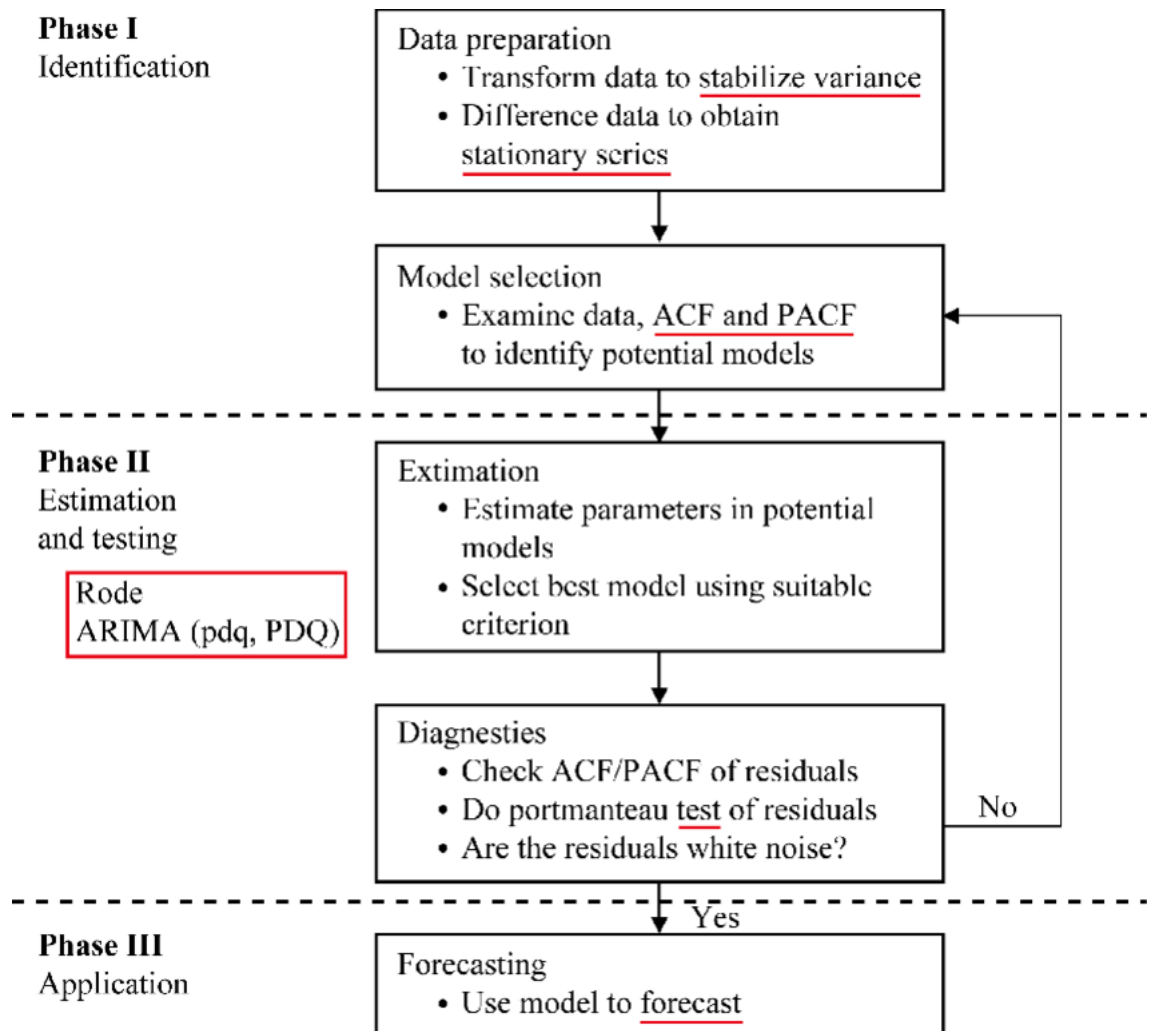 Phase I
Identification
Data preparation
• Transform data to stabilize variance
• Difference data to obtain
stationary series
Model selection
• Examine data, ACF and PACF
to identify potential models
Phase II
Estimation
and testing
Rode
ARIMA (pdq, PDQ)
Extimation
• Estimate parameters in potential
models
• Select best model using suitable
criterion
Diagnesties
• Check ACF/PACF of residuals
• Do portmanteau test of residuals
• Are the residuals white noise?
No
Yes
Phase III
Application
Forecasting
• Use model to forecast